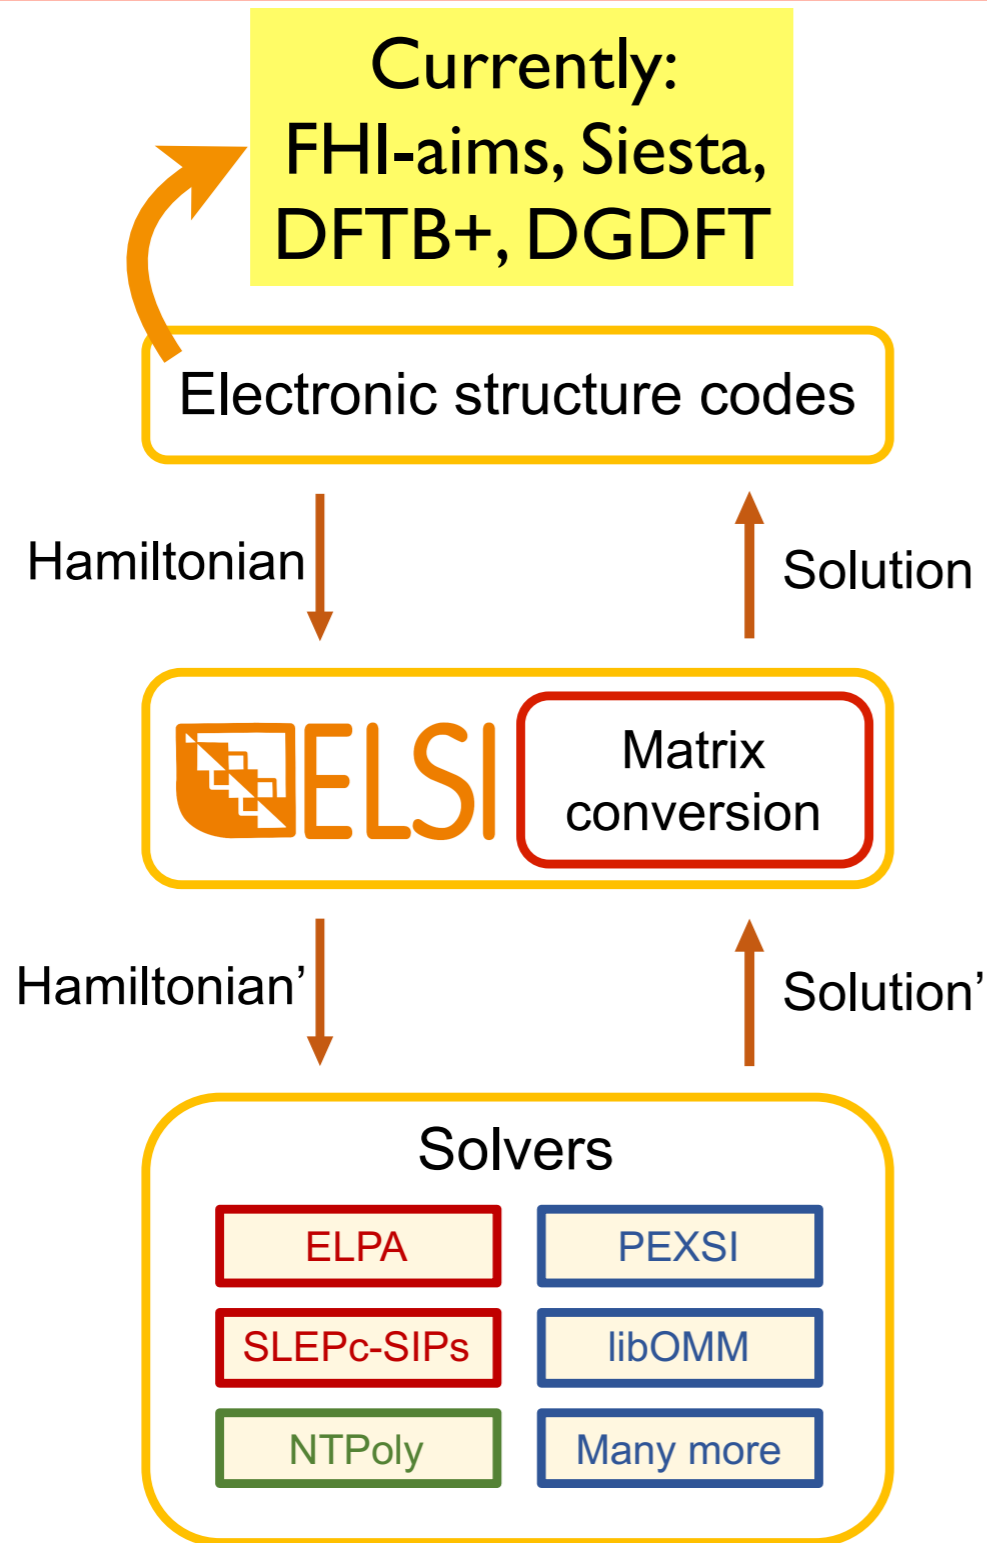 Currently:
FHI-aims, Siesta,
DFTB+, DGDFT
Electronic structure codes
Hamiltonian
Solution
ELSI
Matrix
conversion
Hamiltonian’
Solution’
Solvers
ELPA
PEXSI
SLEPc-SIPs
libOMM
NTPoly
Many more